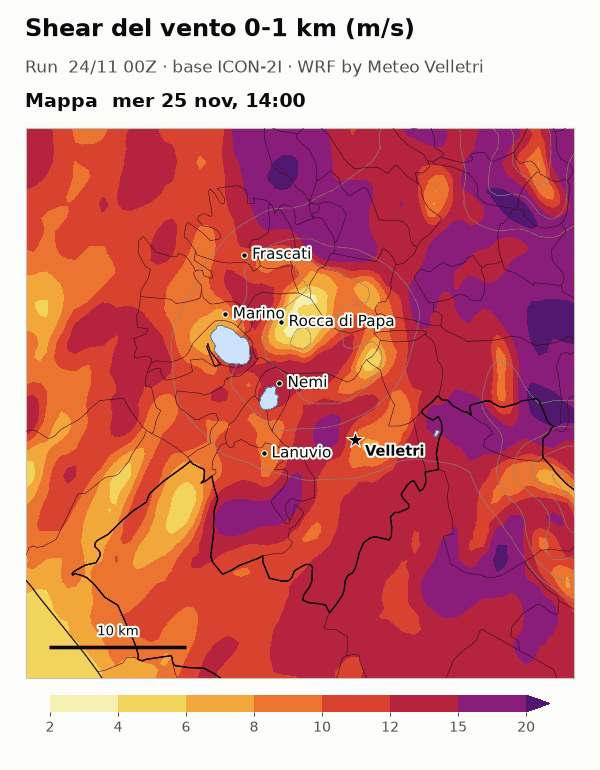 Shear del vento 0-1 km (m/s)
Run  24/11 00Z · base ICON-2I · WRF by Meteo Velletri
Mappa  mer 25 nov, 14:00
Frascati
Marino
Rocca di Papa
Nemi
Velletri
Lanuvio
10 km
2 4 6 8 10 12 15 20